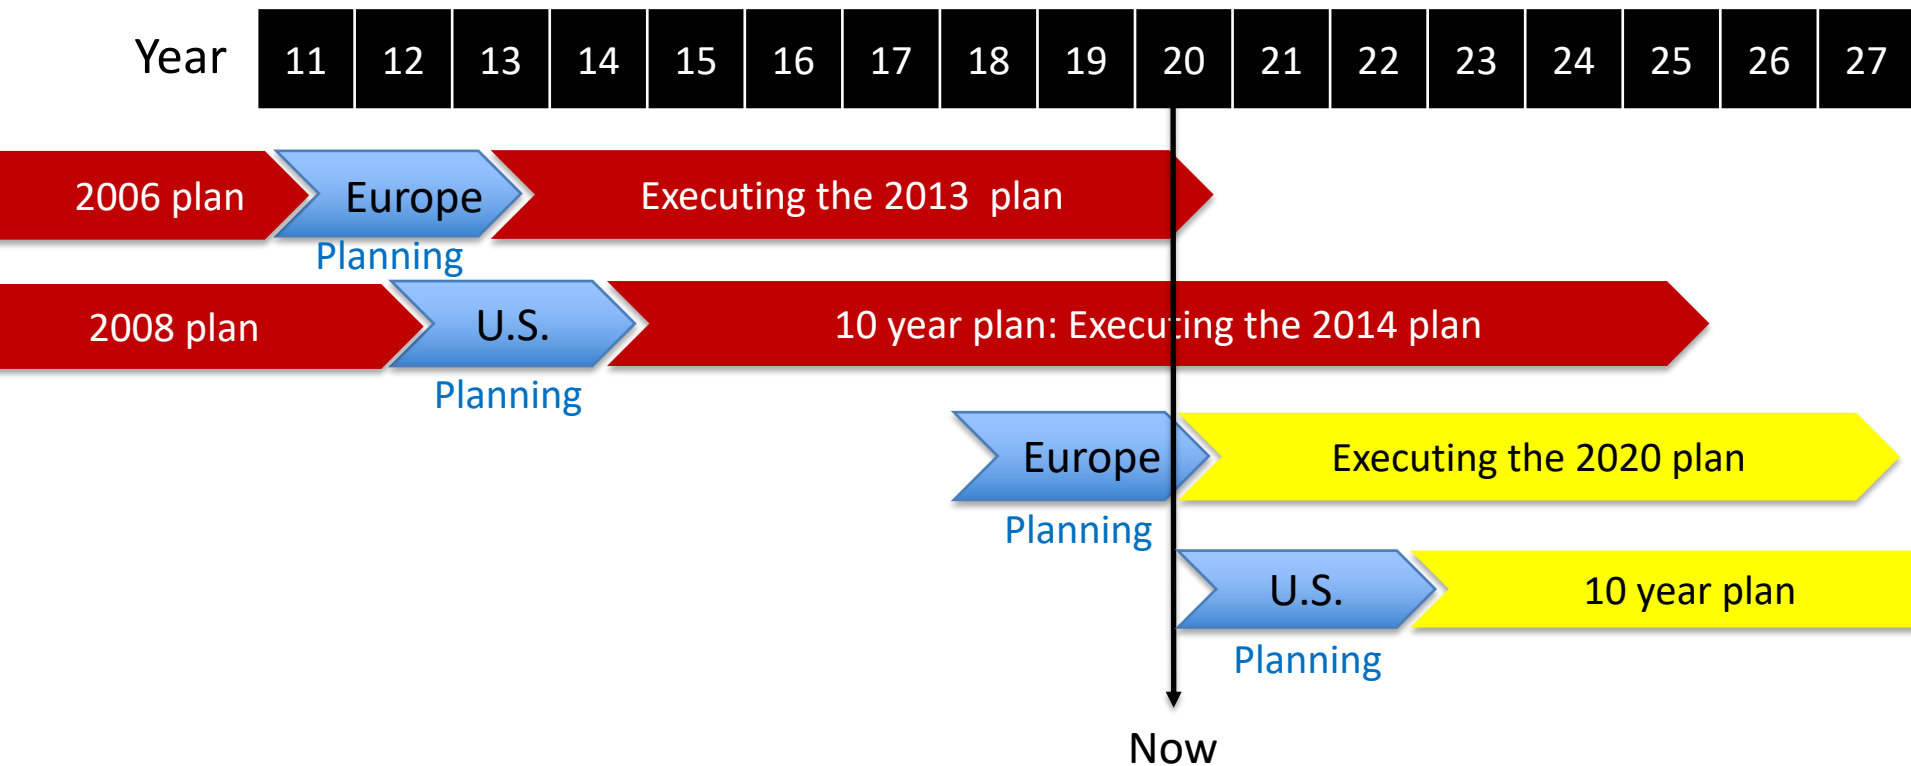 Year 11 12 13 14 15 16 17 18 19 20 21 22 23 24 25 26 27
2006 plan Europe Executing the 2013 plan
Planning
2008 plan U.S. 10 year plan: Executing the 2014 plan
Planning
Europe Executing the 2020 plan
Planning
U.S. 10 year plan
Planning
Now